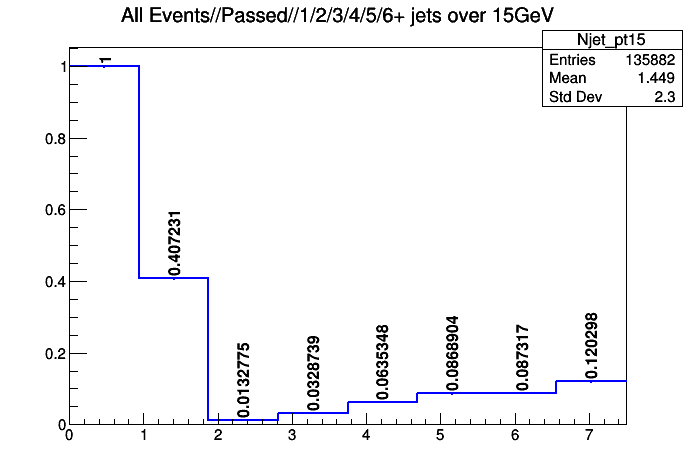 All Events//Passed//1/2/3/4/5/6+ jets over 15GeV
Njet_pt15
Entries 135882
Mean 1.449
Std Dev 2.3
1
0.8
0.6
0.4
0.2
0
1
0.407231
0.0132775
0.0328739
0.0635348
0.0868904
0.087317
0.120298
0 1 2 3 4 5 6 7